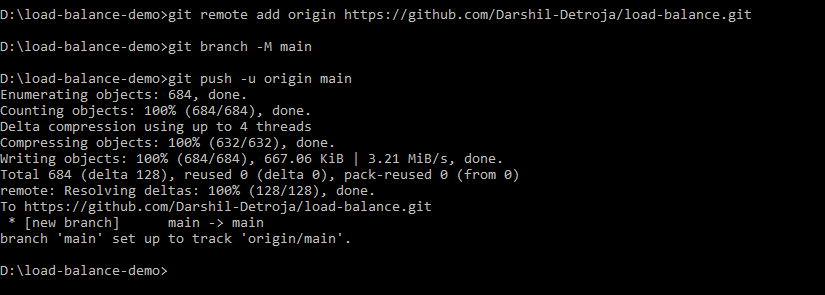 D:\load-balance-demo>git remote add origin https://github.com/Darshil-Detroja/load-balance.git
D:\load-balance-demo>git branch -M main
D:\load-balance-demo>git push -u origin main
Enumerating objects: 684, done.
Counting objects: 100% (684/684), done.
Delta compression using up to 4 threads
Compressing objects: 100% (632/632), done.
Writing objects: 100% (684/684), 667.06 KiB | 3.21 MiB/s, done.
Total 684 (delta 128), reused 0 (delta 0), pack-reused 0 (from 0)
remote: Resolving deltas: 100% (128/128), done.
To https://github.com/Darshil-Detroja/load-balance.git
 * [new branch]      main -> main
branch 'main' set up to track 'origin/main'.
D:\load-balance-demo>